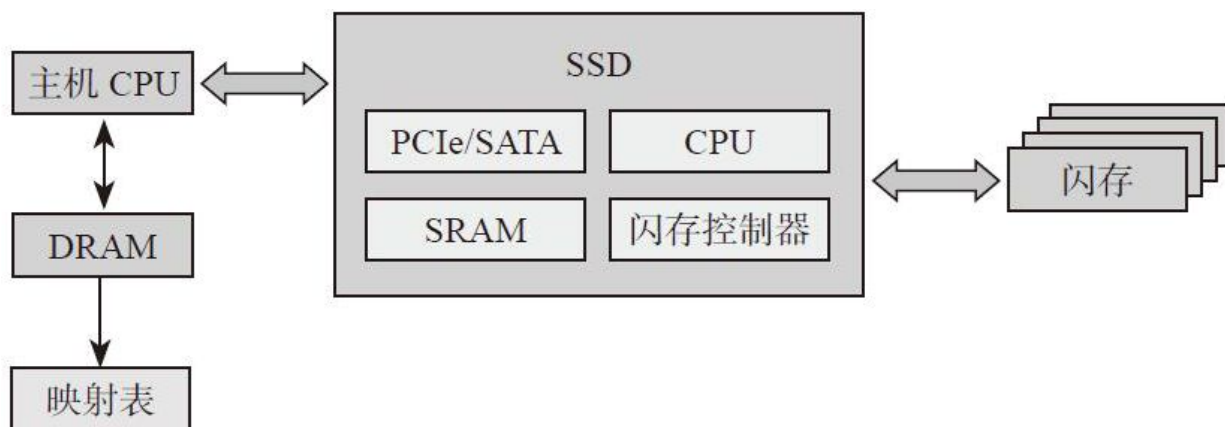 主机 CPU
SSD
PCIe/SATA
CPU
SRAM
闪存控制器
闪存
DRAM
映射表